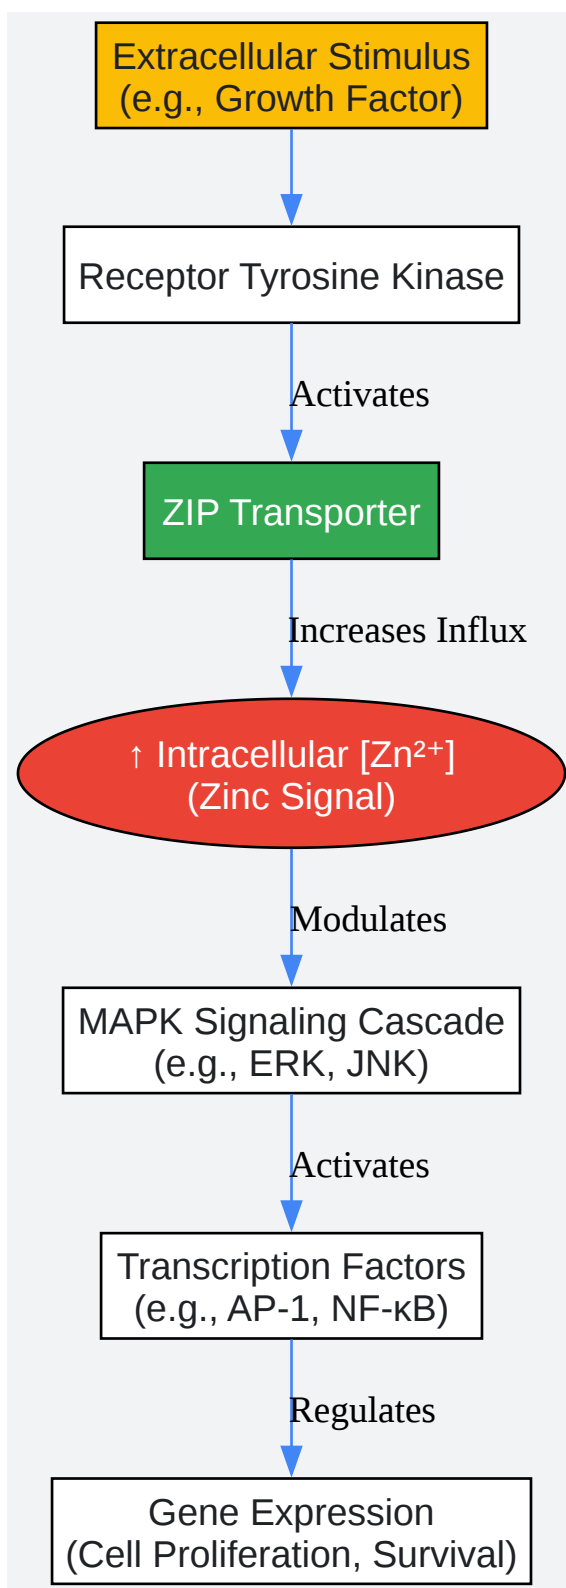 Extracellular Stimulus
(e.g., Growth Factor)
Receptor Tyrosine Kinase
Activates
ZIP Transporter
Increases Influx
↑ Intracellular [Zn²⁺]
(Zinc Signal)
Modulates
MAPK Signaling Cascade
(e.g., ERK, JNK)
Activates
Transcription Factors
(e.g., AP-1, NF-κB)
Regulates
Gene Expression
(Cell Proliferation, Survival)